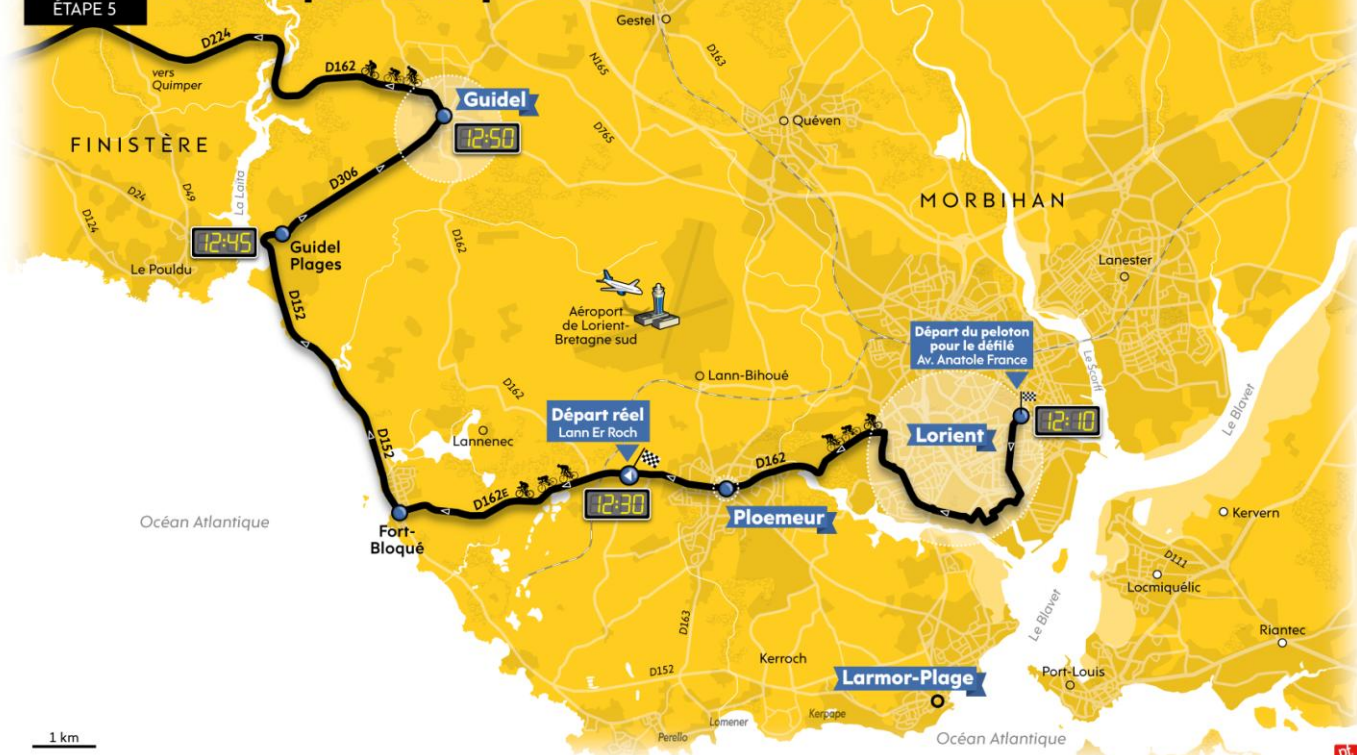 ÉTAPE 5
Gestel
D224
vers
Quimper
D162
N165
D163
Guidel
12:50
Quéven
D765
FINISTÈRE
D24
D49
D124
La Laïta
D306
D162
MORBIHAN
12:45
Guidel
Plages
Le Pouldu
Lanester
D152
Aéroport
de Lorient-
Bretagne sud
Départ du peloton
pour le défilé
Av. Anatole France
Le Scorff
Lann-Bihoué
D162
Le Blavet
Départ réel
Lann Er Roch
Lorient
12:10
D152
Lannenec
D162
D162E
12:30
Ploemeur
Océan Atlantique
Fort-
Bloqué
Kervern
D111
Locmiquélic
Le Blavet
D163
Riantec
Kerroch
D152
Larmor-Plage
Port-Louis
Lomener
Kerpape
Perello
1 km
Océan Atlantique